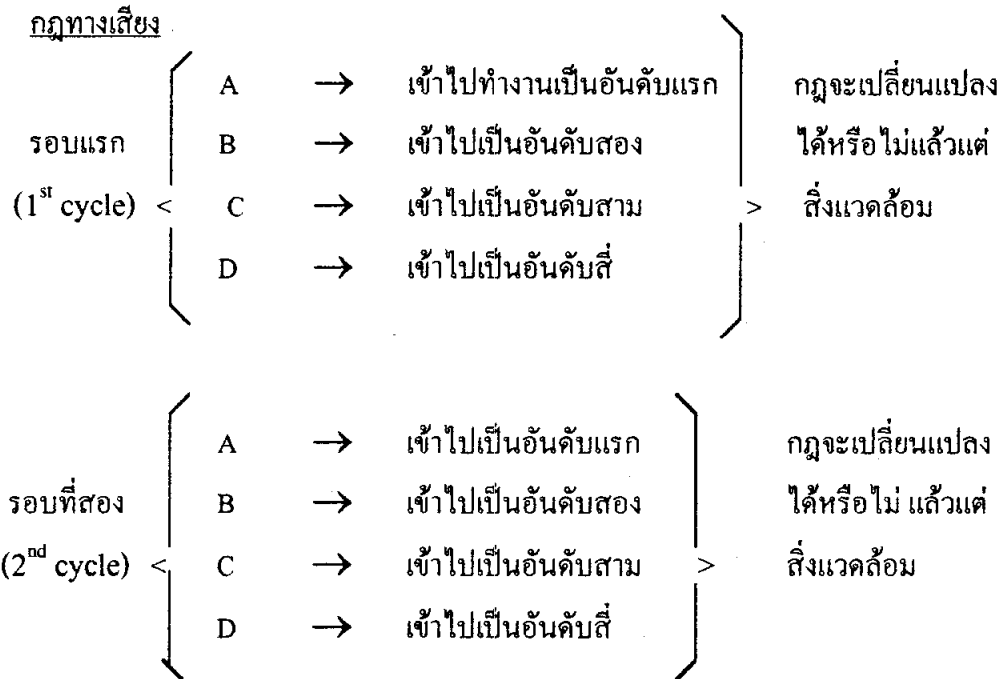 กฎทางเสียง
A → เข้าไปทำงานเป็นอันดับแรก กฎจะเปลี่ยนแปลง
รอบแรก B → เข้าไปเป็นอันดับสอง ได้หรือไม่แล้วแต่
(1st cycle) < C → เข้าไปเป็นอันดับสาม > สิ่งแวดล้อม
D → เข้าไปเป็นอันดับสี่
A → เข้าไปเป็นอันดับแรก กฎจะเปลี่ยนแปลง
รอบที่สอง B → เข้าไปเป็นอันดับสอง ได้หรือไม่ แล้วแต่
(2nd cycle) < C → เข้าไปเป็นอันดับสาม > สิ่งแวดล้อม
D → เข้าไปเป็นอันดับสี่